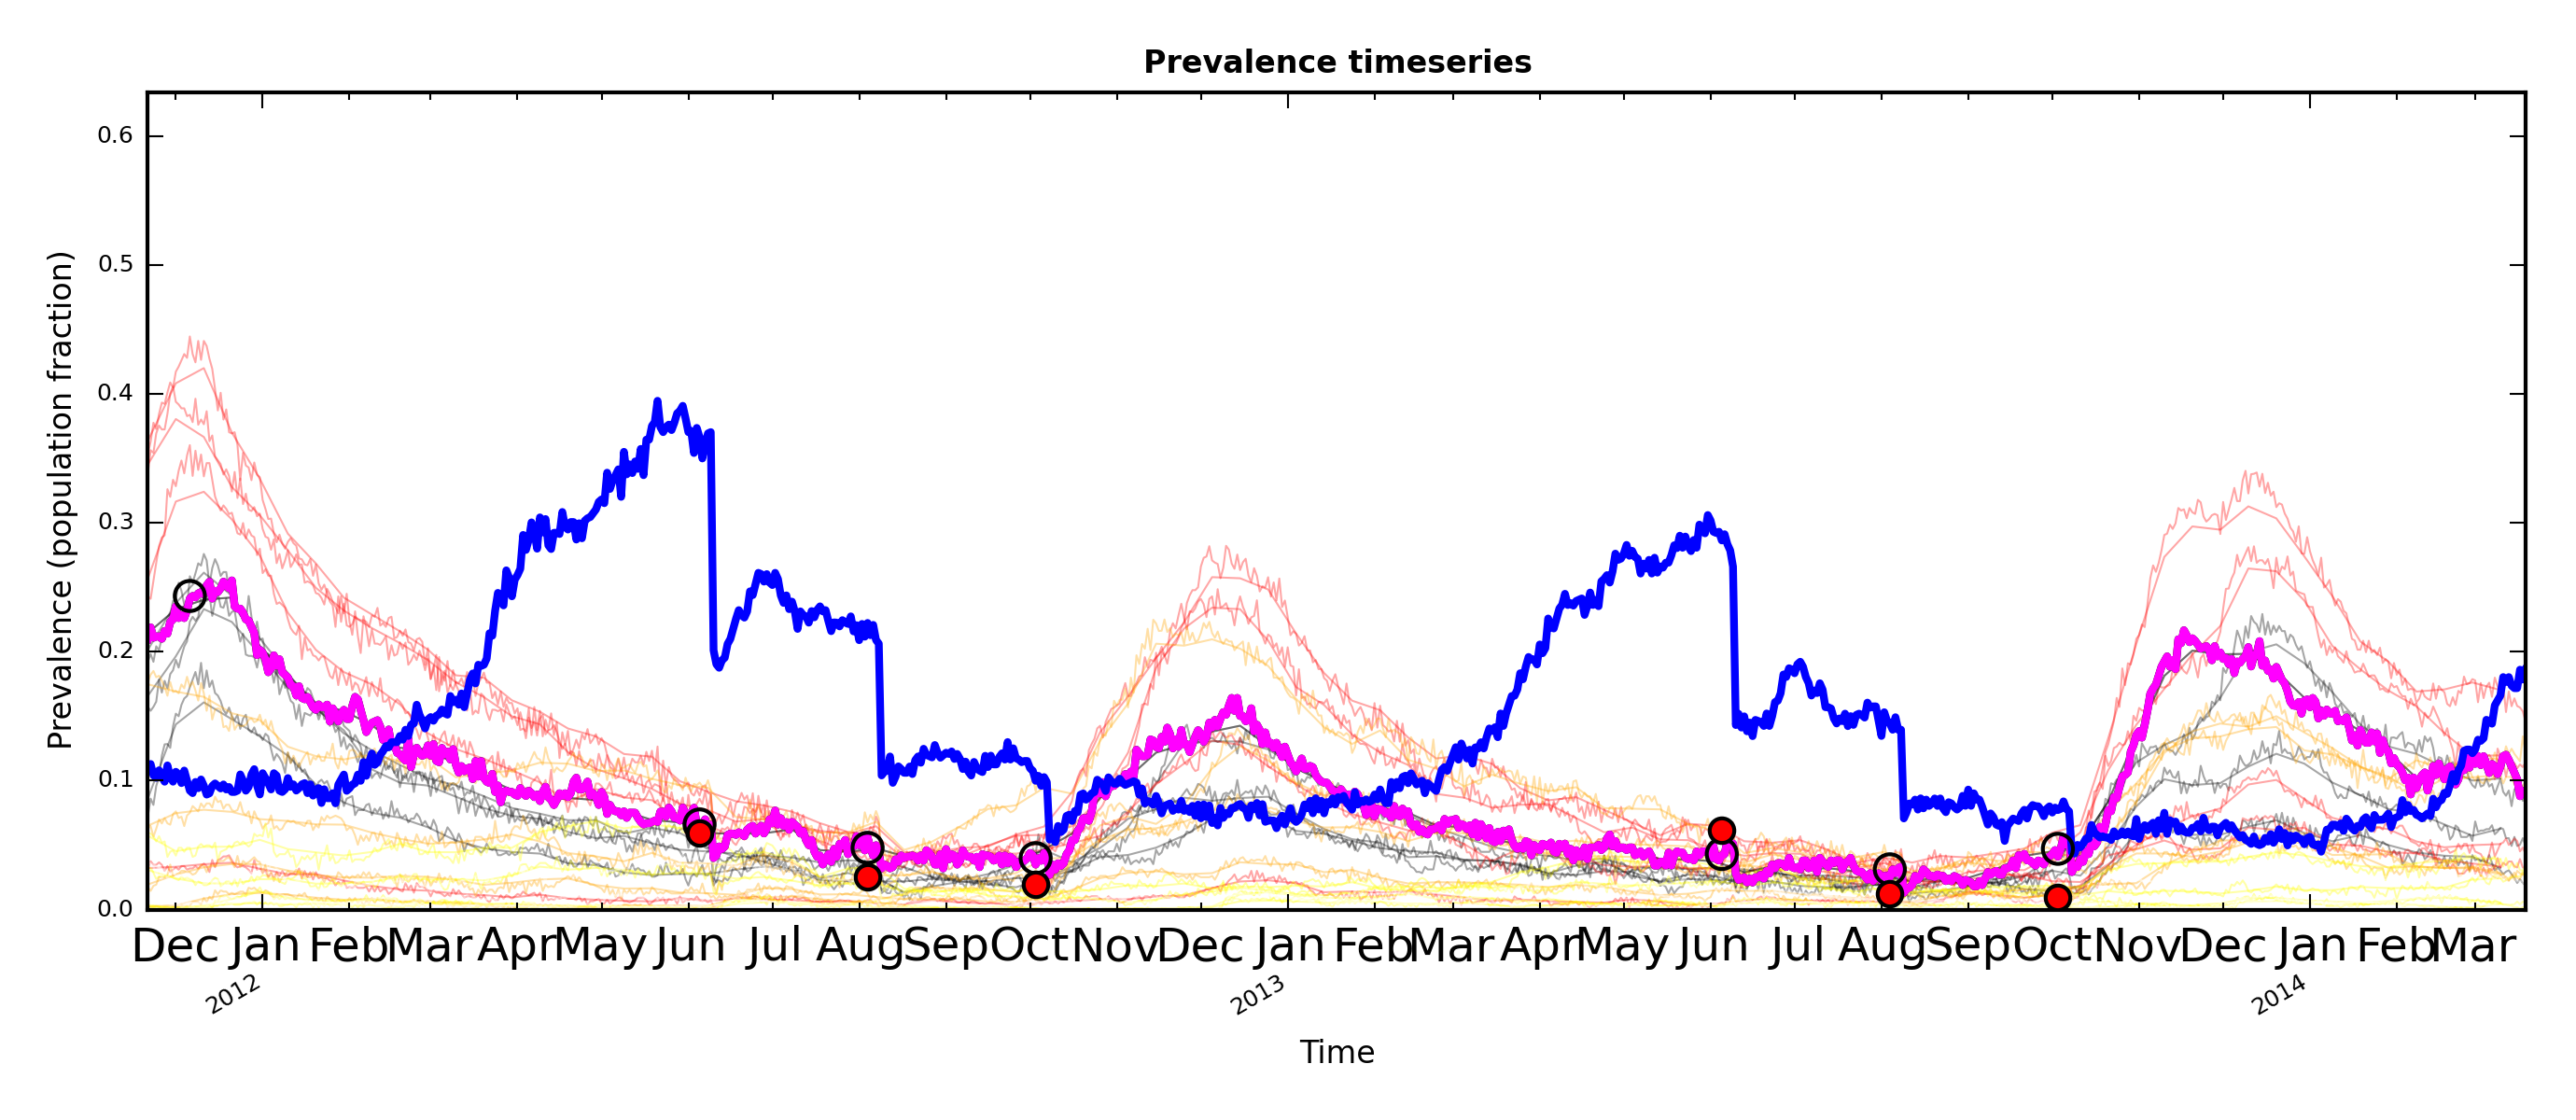 Prevalence timeseries
Prevalence (population fraction)
0.6
0.5
0.4
0.3
0.2
0.1
0.0
Dec Jan Feb Mar Apr May Jun Jul Aug Sep Oct Nov Dec Jan Feb Mar Apr May Jun Jul Aug Sep Oct Nov Dec Jan Feb Mar
2012 2013 2014
Time